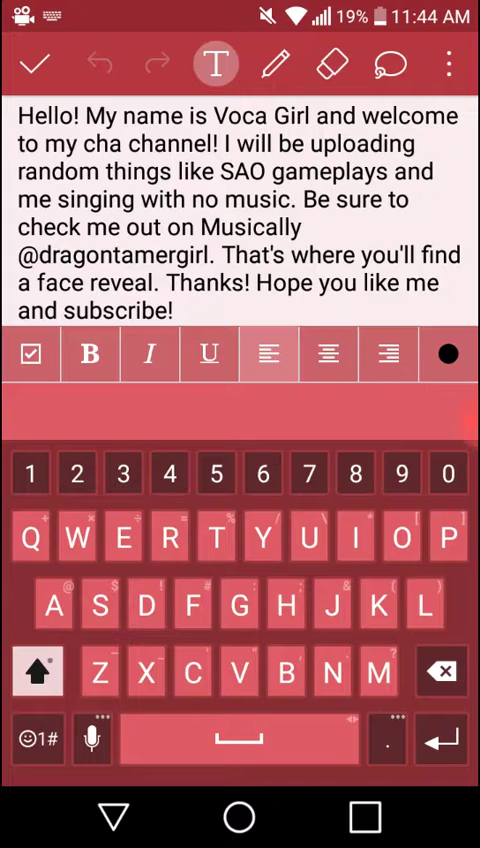 19% 11:44 AM
T
Hello! My name is Voca Girl and welcome
to my cha channel! I will be uploading
random things like SAO gameplays and
me singing with no music. Be sure to
check me out on Musically
@dragontamergirl. That's where you'll find
a face reveal. Thanks! Hope you like me
and subscribe!
B I U
1 2 3 4 5 6 7 8 9 0
Q W E R T Y U I O P
A S D F G H J K L
Z X C V B N M
1# .